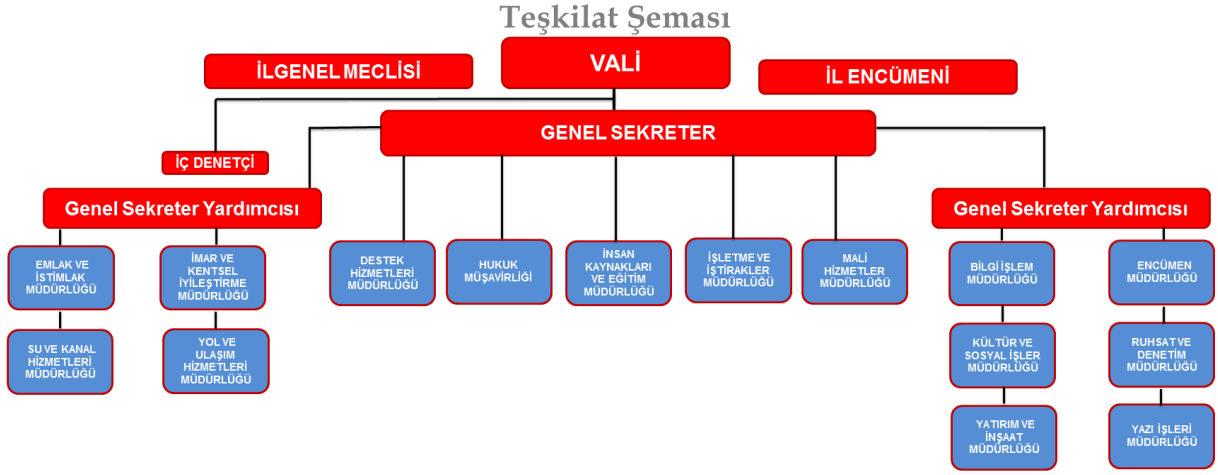 Teşkilat Şeması
VALİ
İLGENEL MECLİSİ
İL ENCÜMENİ
GENEL SEKRETER
İÇ DENETÇİ
Genel Sekreter Yardımcısı
Genel Sekreter Yardımcısı
EMLAK VE
İSTİMLAK
MÜDÜRLÜĞÜ
İMAR VE
KENTSEL
İYİLEŞTİRME
MÜDÜRLÜĞÜ
DESTEK
HİZMETLERİ
MÜDÜRLÜĞÜ
HUKUK
MÜŞAVİRLİĞİ
İNSAN
KAYNAKLARI
VE EĞİTİM
MÜDÜRLÜĞÜ
İŞLETME VE
İŞTİRAKLER
MÜDÜRLÜĞÜ
MALİ
HİZMETLER
MÜDÜRLÜĞÜ
BİLGİ İŞLEM
MÜDÜRLÜĞÜ
ENCÜMEN
MÜDÜRLÜĞÜ
SU VE KANAL
HİZMETLERİ
MÜDÜRLÜĞÜ
YOL VE
ULAŞIM
HİZMETLERİ
MÜDÜRLÜĞÜ
KÜLTÜR VE
SOSYAL İŞLER
MÜDÜRLÜĞÜ
RUHSAT VE
DENETİM
MÜDÜRLÜĞÜ
YATIRIM VE
İNŞAAT
MÜDÜRLÜĞÜ
YAZI İŞLERİ
MÜDÜRLÜĞÜ